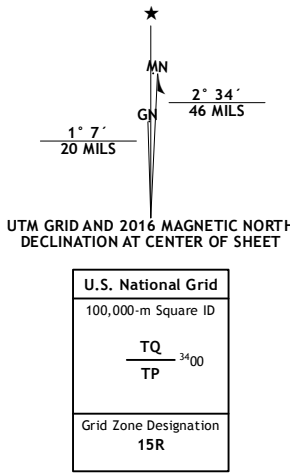 ★
MN
2° 34´
46 MILS
GN
1° 7´
20 MILS
UTM GRID AND 2016 MAGNETIC NORTH
DECLINATION AT CENTER OF SHEET
U.S. National Grid
100,000-m Square ID
TQ
3400
TP
Grid Zone Designation
15R